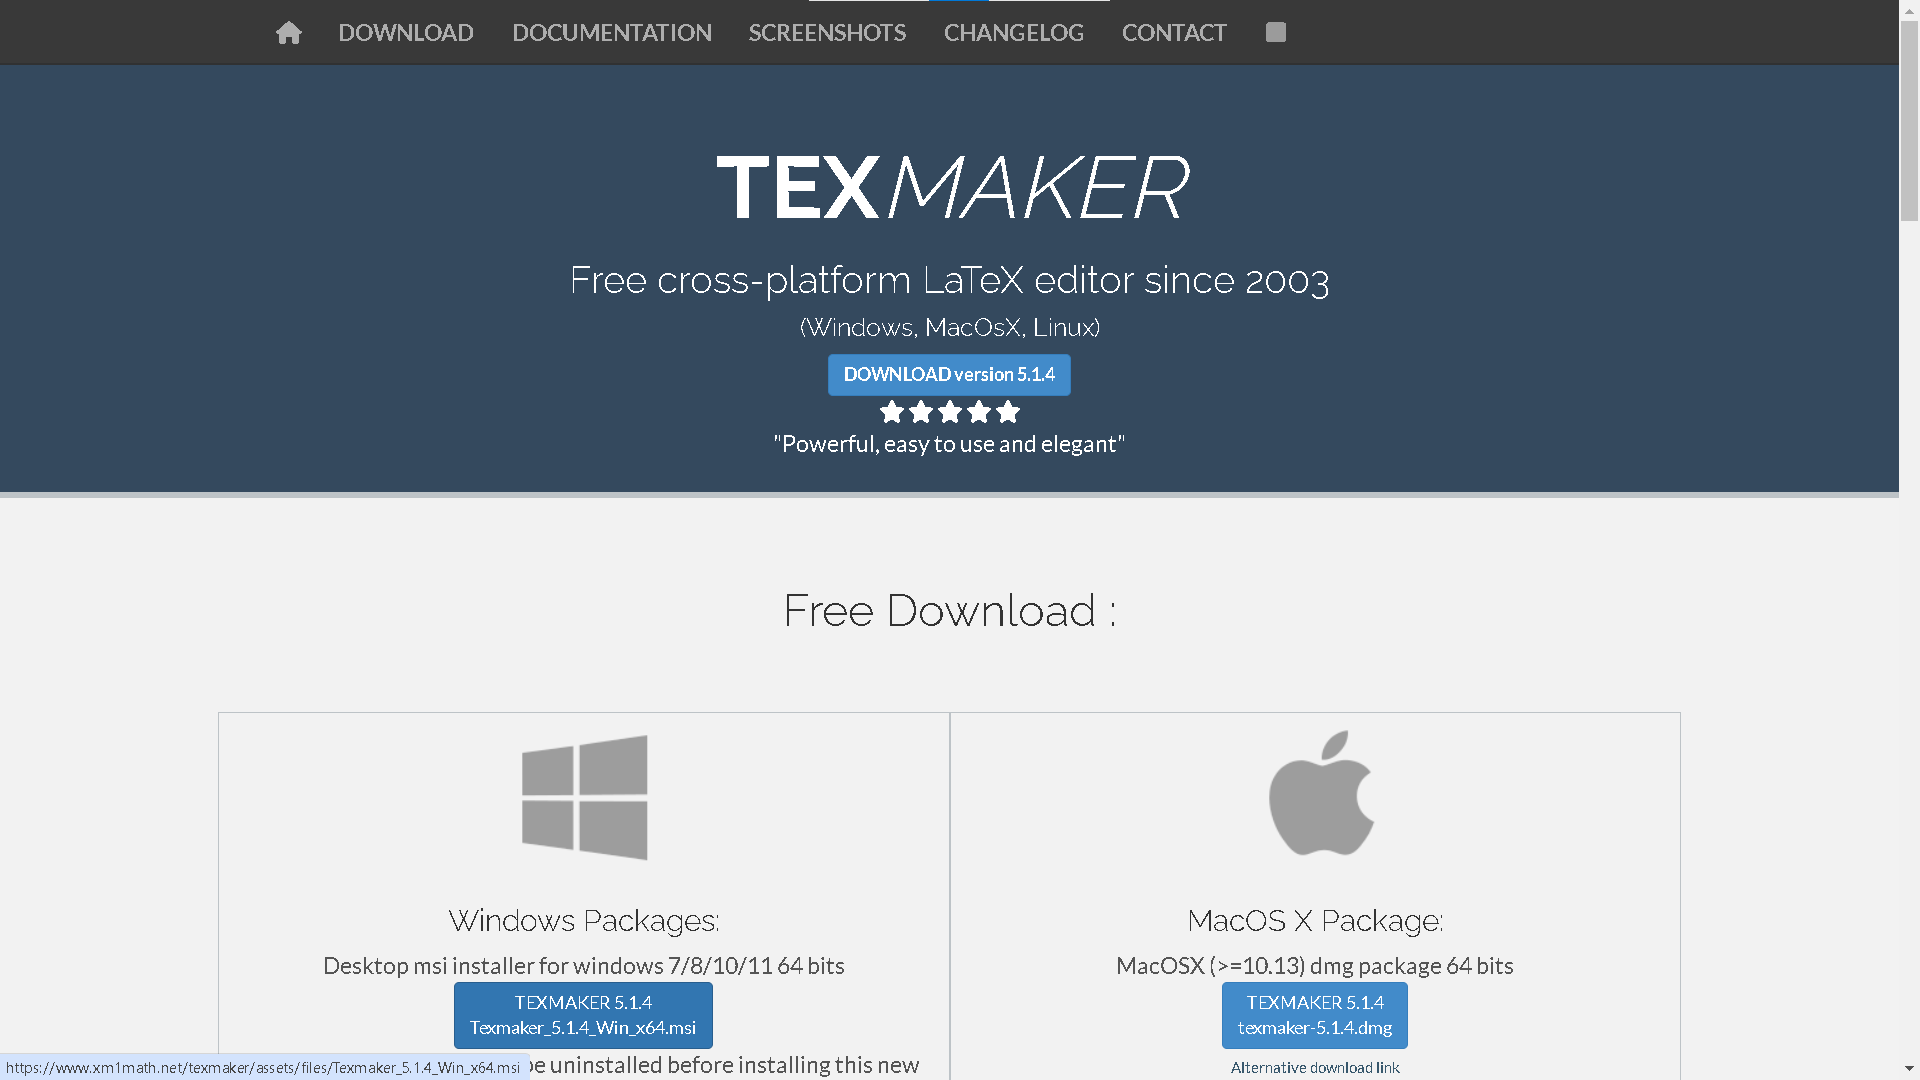 DOWNLOAD DOCUMENTATION SCREENSHOTS CHANGELOG CONTACT
TEXMAKER
Free cross-platform LaTeX editor since 2003
(Windows, MacOsX, Linux)
DOWNLOAD version 5.1.4
"Powerful, easy to use and elegant"
Free Download :
Windows Packages:
Desktop msi installer for windows 7/8/10/11 64 bits
TEXMAKER 5.1.4
Texmaker_5.1.4_Win_x64.msi
be uninstalled before installing this new
MacOS X Package:
MacOSX (>=10.13) dmg package 64 bits
TEXMAKER 5.1.4
texmaker-5.1.4.dmg
Alternative download link
https://www.xm1math.net/texmaker/assets/files/Texmaker_5.1.4_Win_x64.msi